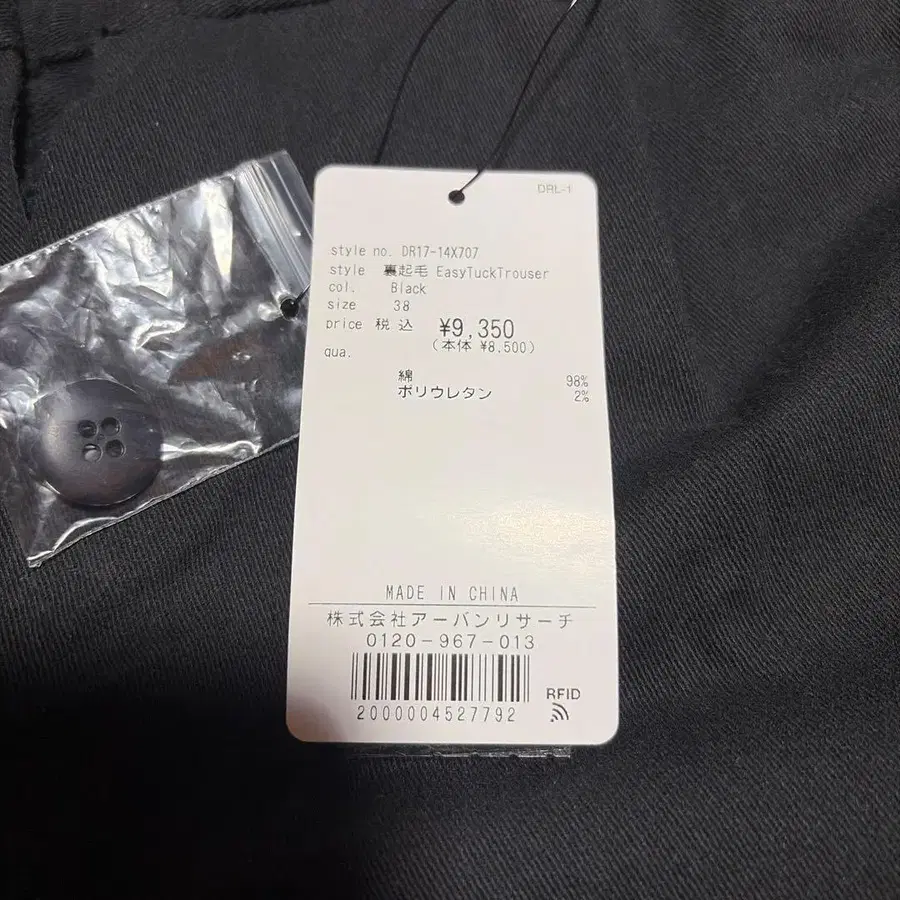 DRL-1
style no. DR17-14X707
style 裏起毛 EasyTuckTrouser
col. Black
size 38
price 税込 ¥9,350
(本体 ¥8,500)
qua.
綿 98%
ポリウレタン 2%
MADE IN CHINA
株式会社アーバンリサーチ
0120-967-013
RFID
2000004527792